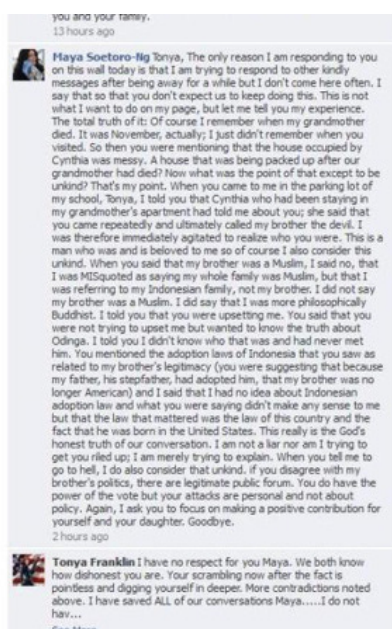 you and your family.
13 hours ago
Maya Soetoro-Ng Tonya, The only reason I am responding to you
on this wall today is that I am trying to respond to other kindly
messages after being away for a while but I don't come here often. I
say that so that you don't expect us to keep doing this. This is not
what I want to do on my page, but let me tell you my experience.
The total truth of it: Of course I remember when my grandmother
died. It was November, actually; I just didn't remember when you
visited. So then you were mentioning that the house occupied by
Cynthia was messy. A house that was being packed up after our
grandmother had died? Now what was the point of that except to be
unkind? That's my point. When you came to me in the parking lot of
my school, Tonya, I told you that Cynthia who had been staying in
my grandmother's apartment had told me about you; she said that
you came repeatedly and ultimately called my brother the devil. I
was therefore immediately agitated to realize who you were. This is a
man who was and is beloved to me so of course I also consider this
unkind. When you said that my brother was a Muslim, I said no, that
I was MISquoted as saying my whole family was Muslim, but that I
was referring to my Indonesian family, not my brother. I did not say
my brother was a Muslim. I did say that I was more philosophically
Buddhist. I told you that you were upsetting me. You said that you
were not trying to upset me but wanted to know the truth about
Odinga. I told you I didn't know who that was and had never met
him. You mentioned the adoption laws of Indonesia that you saw as
related to my brother's legitimacy (you were suggesting that because
my father, his stepfather, had adopted him, that my brother was no
longer American) and I said that I had no idea about Indonesian
adoption law and what you were saying didn't make any sense to me
but that the law that mattered was the law of this country and the
fact that he was born in the United States. This really is the God's
honest truth of our conversation. I am not a liar nor am I trying to
get you riled up; I am merely trying to explain. When you tell me to
go to hell, I do also consider that unkind. if you disagree with my
brother's politics, there are legitimate public forum. You do have the
power of the vote but your attacks are personal and not about
policy. Again, I ask you to focus on making a positive contribution for
yourself and your daughter. Goodbye.
2 hours ago
Tonya Franklin I have no respect for you Maya. We both know
how dishonest you are. Your scrambling now after the fact is
pointless and digging yourself in deeper. More contradictions noted
above. I have saved ALL of our conversations Maya.....I do not
hav...
See More